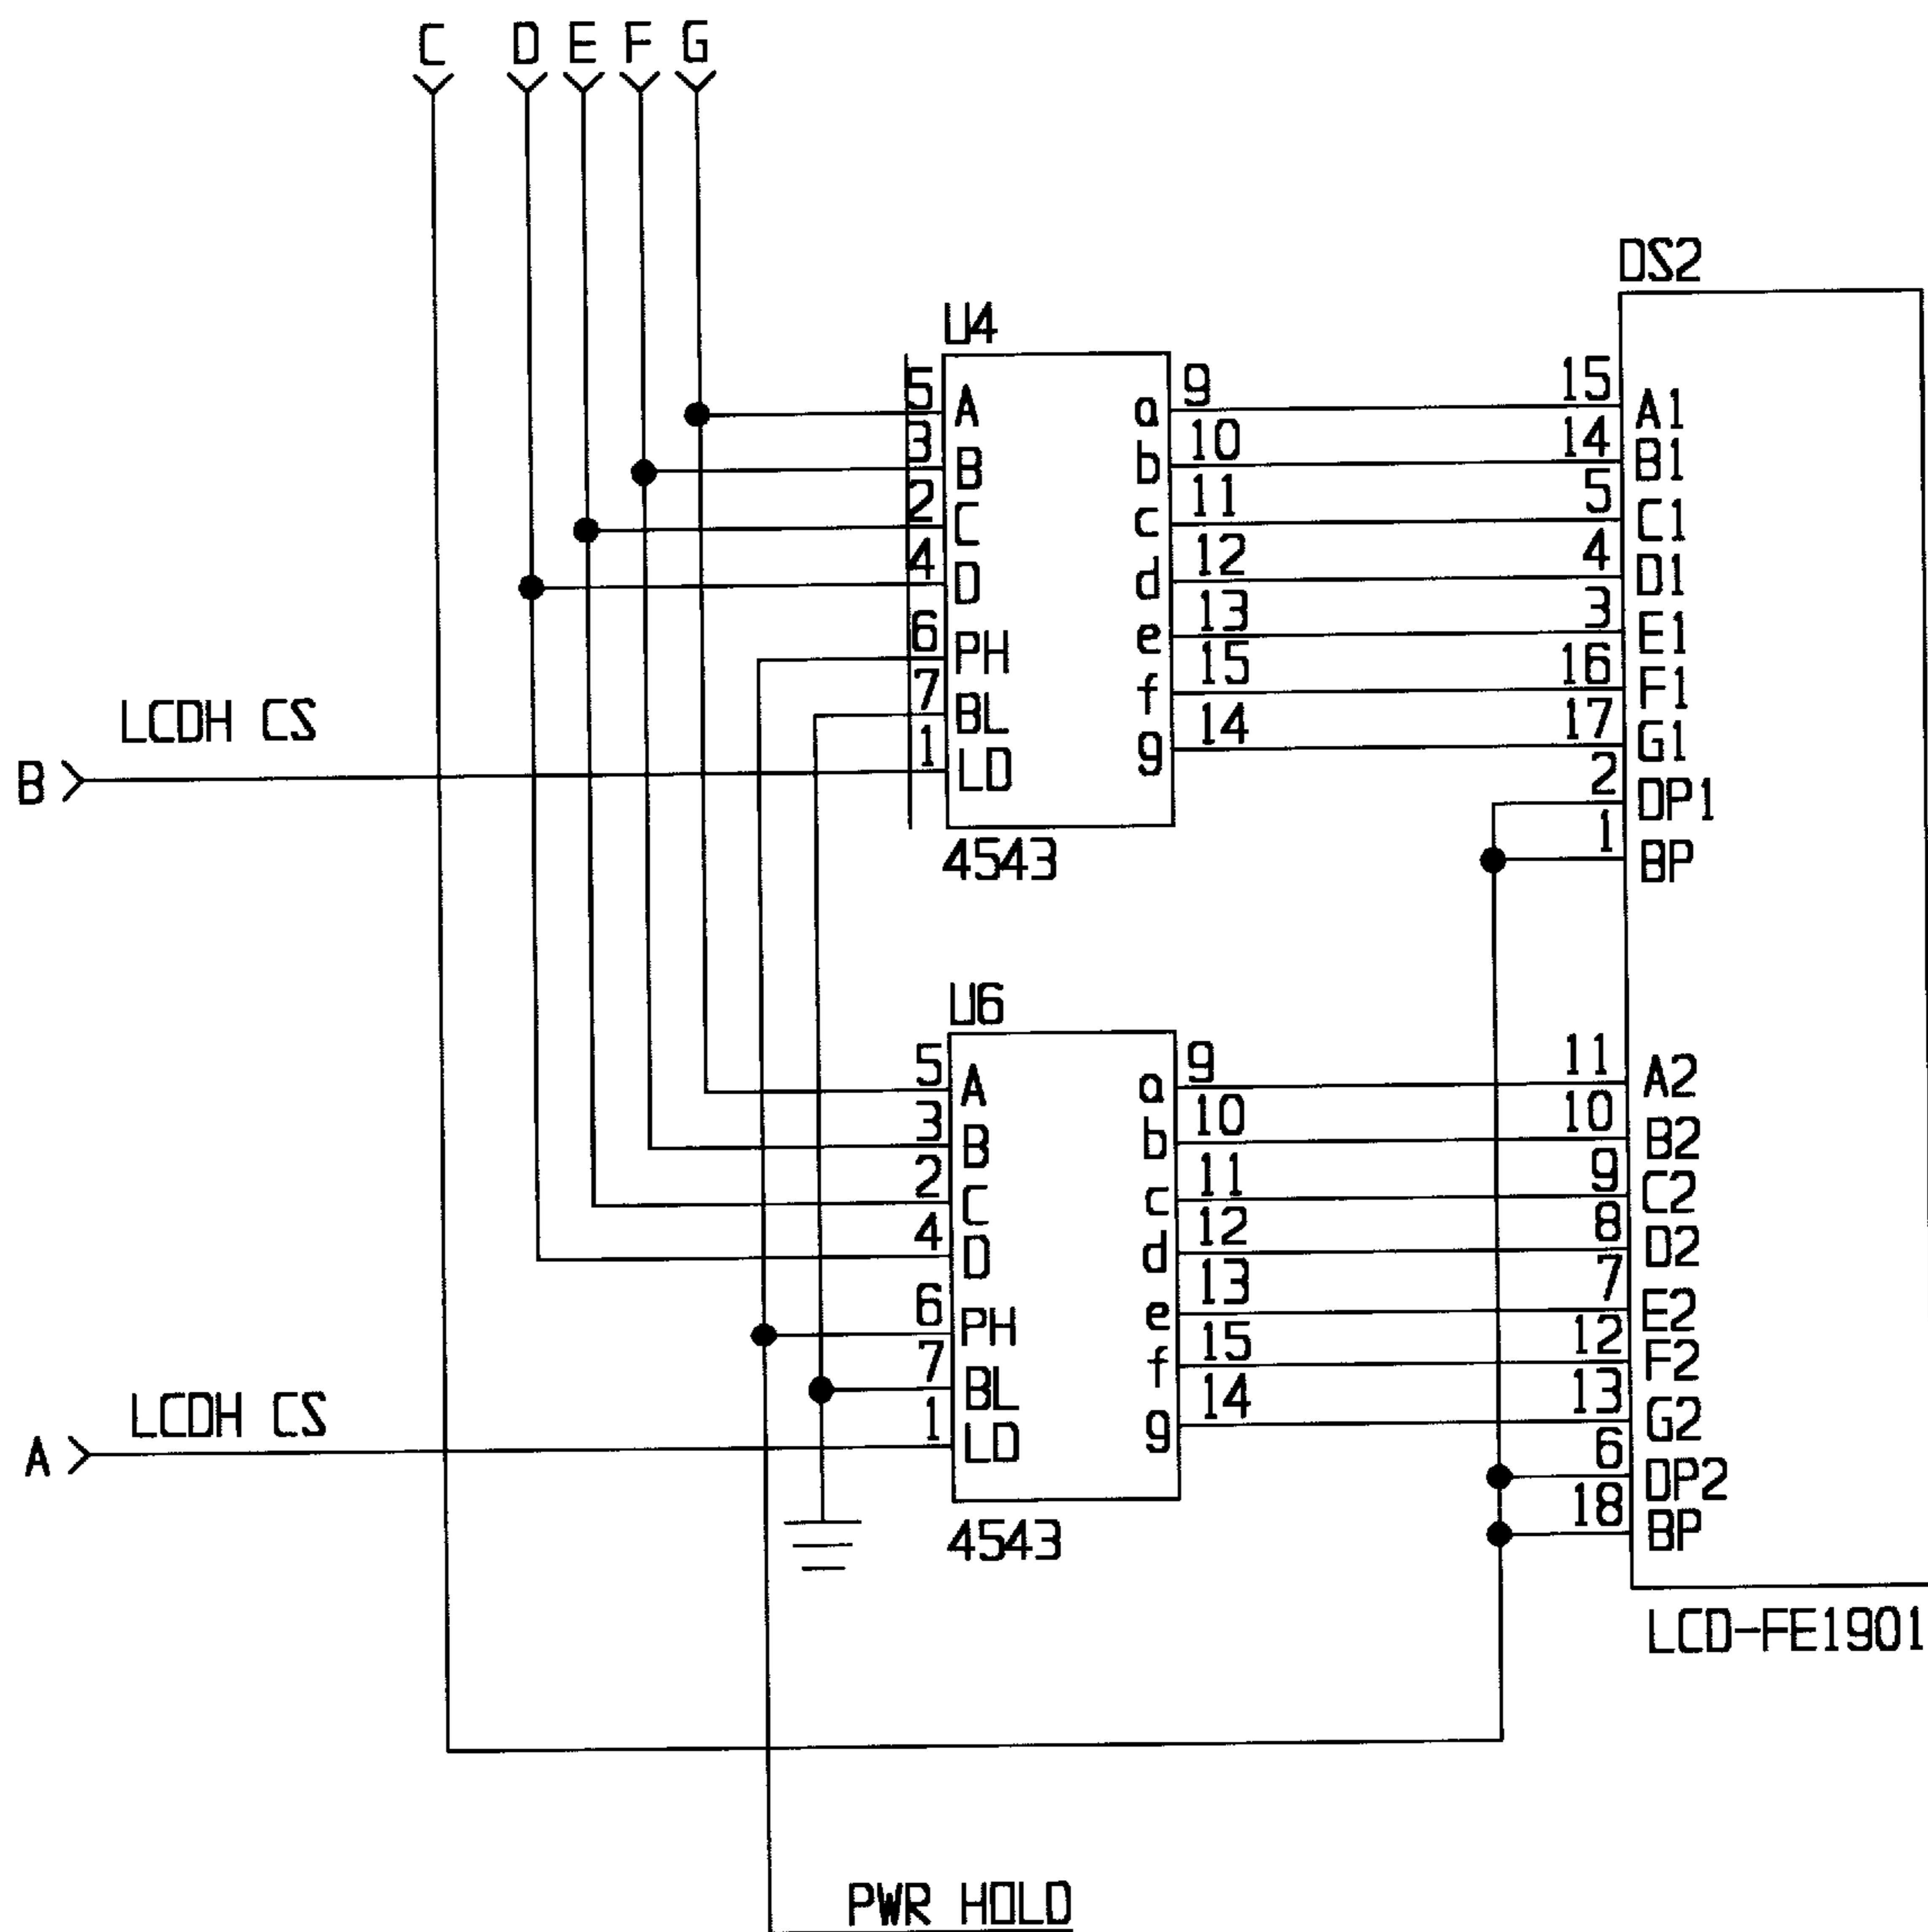 C D E F G
DS2
U4
5 A a 9 15 A1
3 B b 10 14 B1
2 C c 11 5 C1
4 D d 12 4 D1
6 PH e 13 3 E1
7 BL f 15 16 F1
1 LD g 14 17 G1
LCDH CS
B
2 DP1
1 BP
4543
U6
5 A a 9 11 A2
3 B b 10 10 B2
2 C c 11 9 C2
4 D d 12 8 D2
6 PH e 13 7 E2
7 BL f 15 12 F2
1 LD g 14 13 G2
LCDH CS
A
6 DP2
18 BP
4543
LCD-FE1901
PWR HOLD